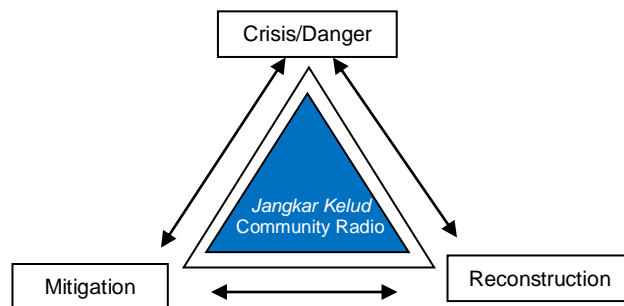 Crisis/Danger
Jangkar Kelud
Community Radio
Mitigation
Reconstruction